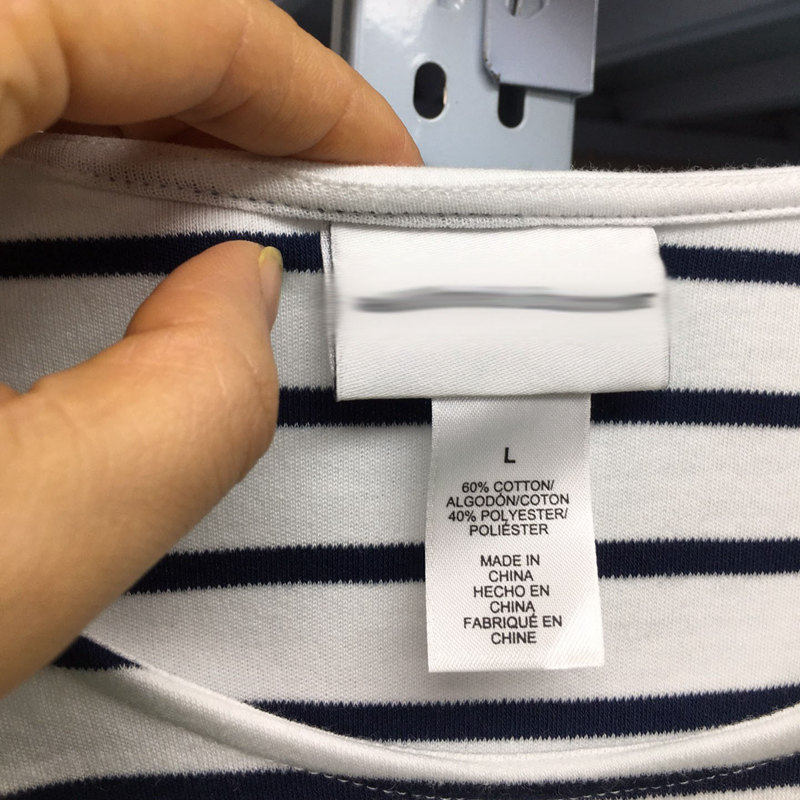 L
60% COTTON/
ALGODÓN/COTON
40% POLYESTER/
POLIÉSTER
MADE IN
CHINA
HECHO EN
CHINA
FABRIQUÉ EN
CHINE